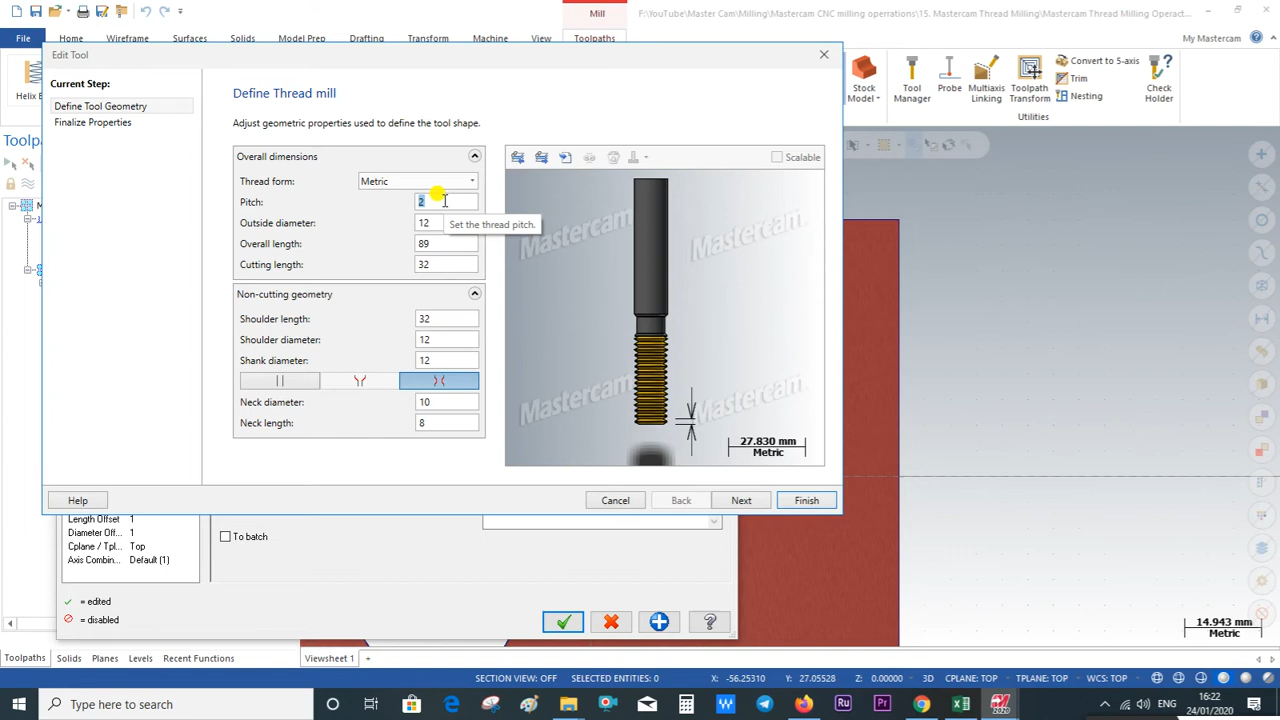 Mill
F:\YouTube\Master Cam\Milling\Mastercam CNC milling operrations\15. Mastercam Thread Milling\Mastercam Thread Milling Operact...
File
Home
Wireframe
Surfaces
Solids
Model Prep
Drafting
Transform
Machine
View
Toolpaths
My Mastercam
Helix B
Edit Tool
Current Step:
Define Tool Geometry
Finalize Properties
Define Thread mill
Adjust geometric properties used to define the tool shape.
Overall dimensions
Thread form:
Metric
Pitch:
2
Outside diameter:
12
Set the thread pitch.
Overall length:
89
Cutting length:
32
Non-cutting geometry
Shoulder length:
32
Shoulder diameter:
12
Shank diameter:
12
Neck diameter:
10
Neck length:
8
Scalable
Mastercam
Mastercam
Mastercam
Mastercam
27.830 mm
Metric
Help
Cancel
Back
Next
Finish
Stock Model
Tool Manager
Probe
Multiaxis Linking
Toolpath Transform
Convert to 5-axis
Trim
Nesting
Check Holder
Utilities
Toolp
M
Length Offset 1
Diameter Off... 1
Cplane / Tpl... Top
Axis Combin... Default (1)
To batch
= edited
= disabled
14.943 mm
Metric
Toolpaths
Solids
Planes
Levels
Recent Functions
Viewsheet 1
+
SECTION VIEW: OFF
SELECTED ENTITIES: 0
X: -56.25310
Y: 27.05528
Z: 0.00000
3D
CPLANE: TOP
TPLANE: TOP
WCS: TOP
Type here to search
Ru
Pr
2020
ENG
16:22
24/01/2020